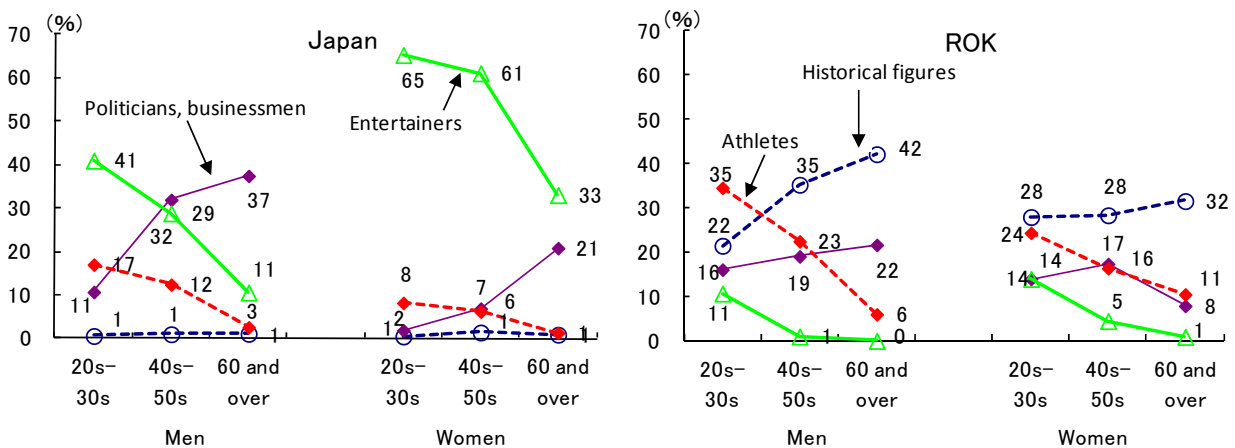 (%)
Japan
70
60
50
40
30
20
10
0
Politicians, businessmen
Entertainers
41
29
11
11
32
37
17
12
3
1
1
1
65
61
33
8
7
6
21
12
1
1
20s-
30s
40s-
50s
60 and
over
Men
20s-
30s
40s-
50s
60 and
over
Women
(%)
ROK
70
60
50
40
30
20
10
0
Historical figures
Athletes
35
35
42
22
23
16
19
22
11
1
6
0
28
28
32
24
17
16
14
14
11
8
5
1
20s-
30s
40s-
50s
60 and
over
Men
20s-
30s
40s-
50s
60 and
over
Women